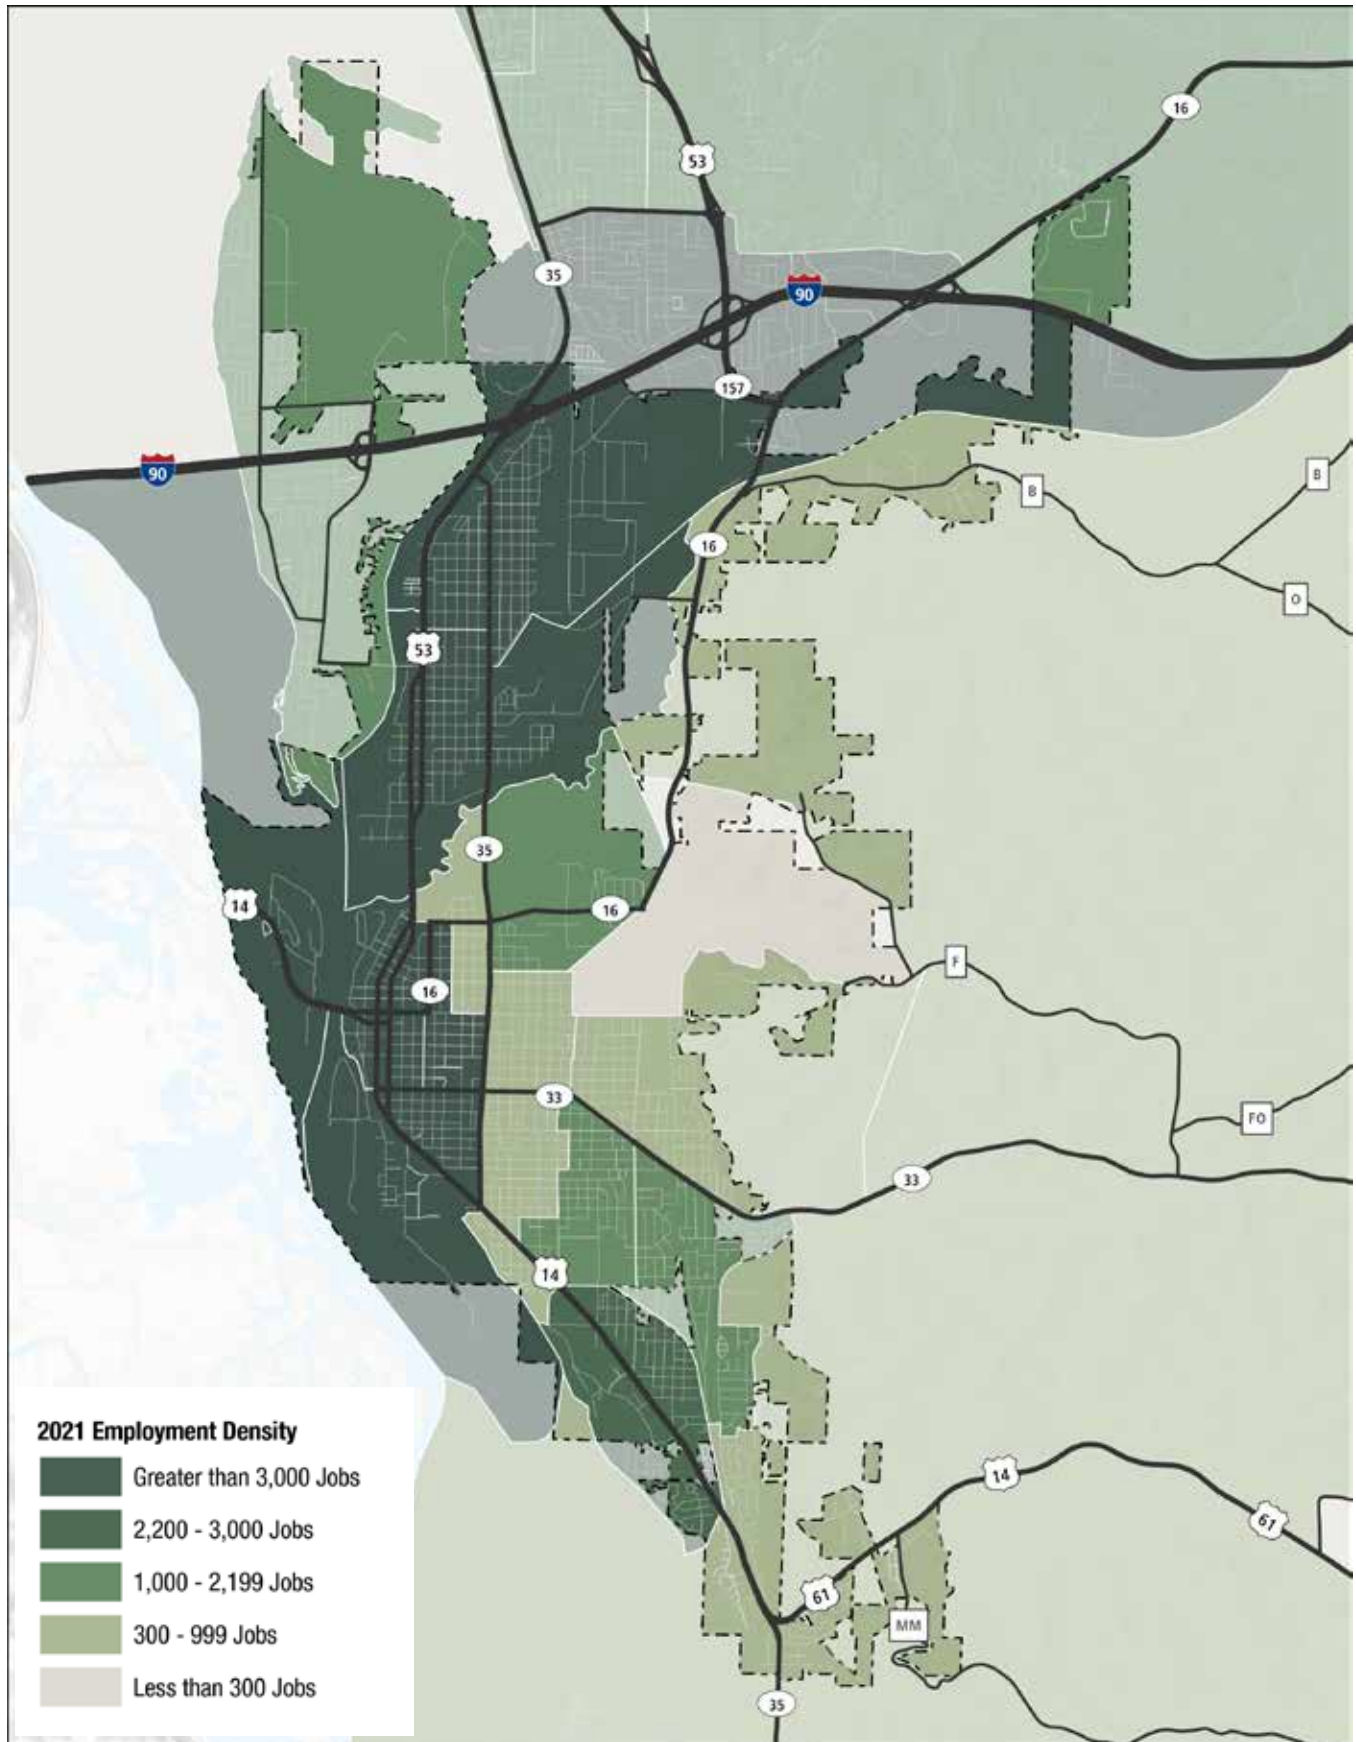 16
53
35
90
157
90
B
B
16
O
53
35
14
16
F
16
33
FO
33
14
2021 Employment Density
Greater than 3,000 Jobs
2,200 - 3,000 Jobs
1,000 - 2,199 Jobs
300 - 999 Jobs
Less than 300 Jobs
14
61
61
MM
35